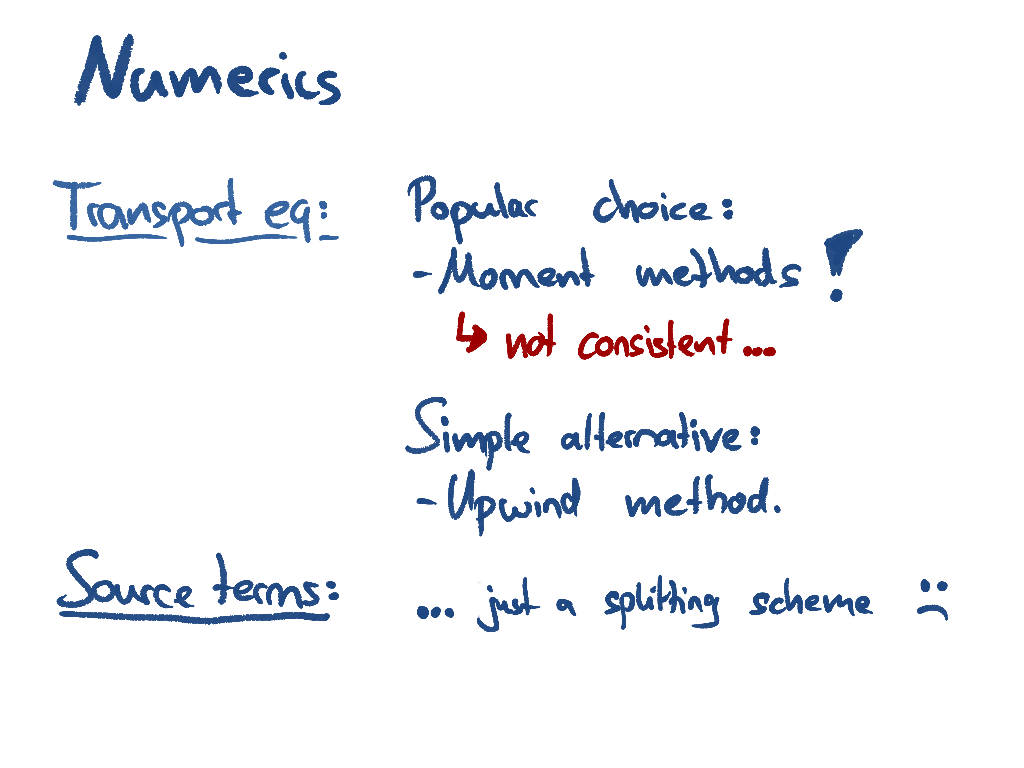 Numerics
Transport eq: Popular choice:
- Moment methods !
↳ not consistent...
Simple alternative:
- Upwind method.
Source terms: ... just a splitting scheme :(